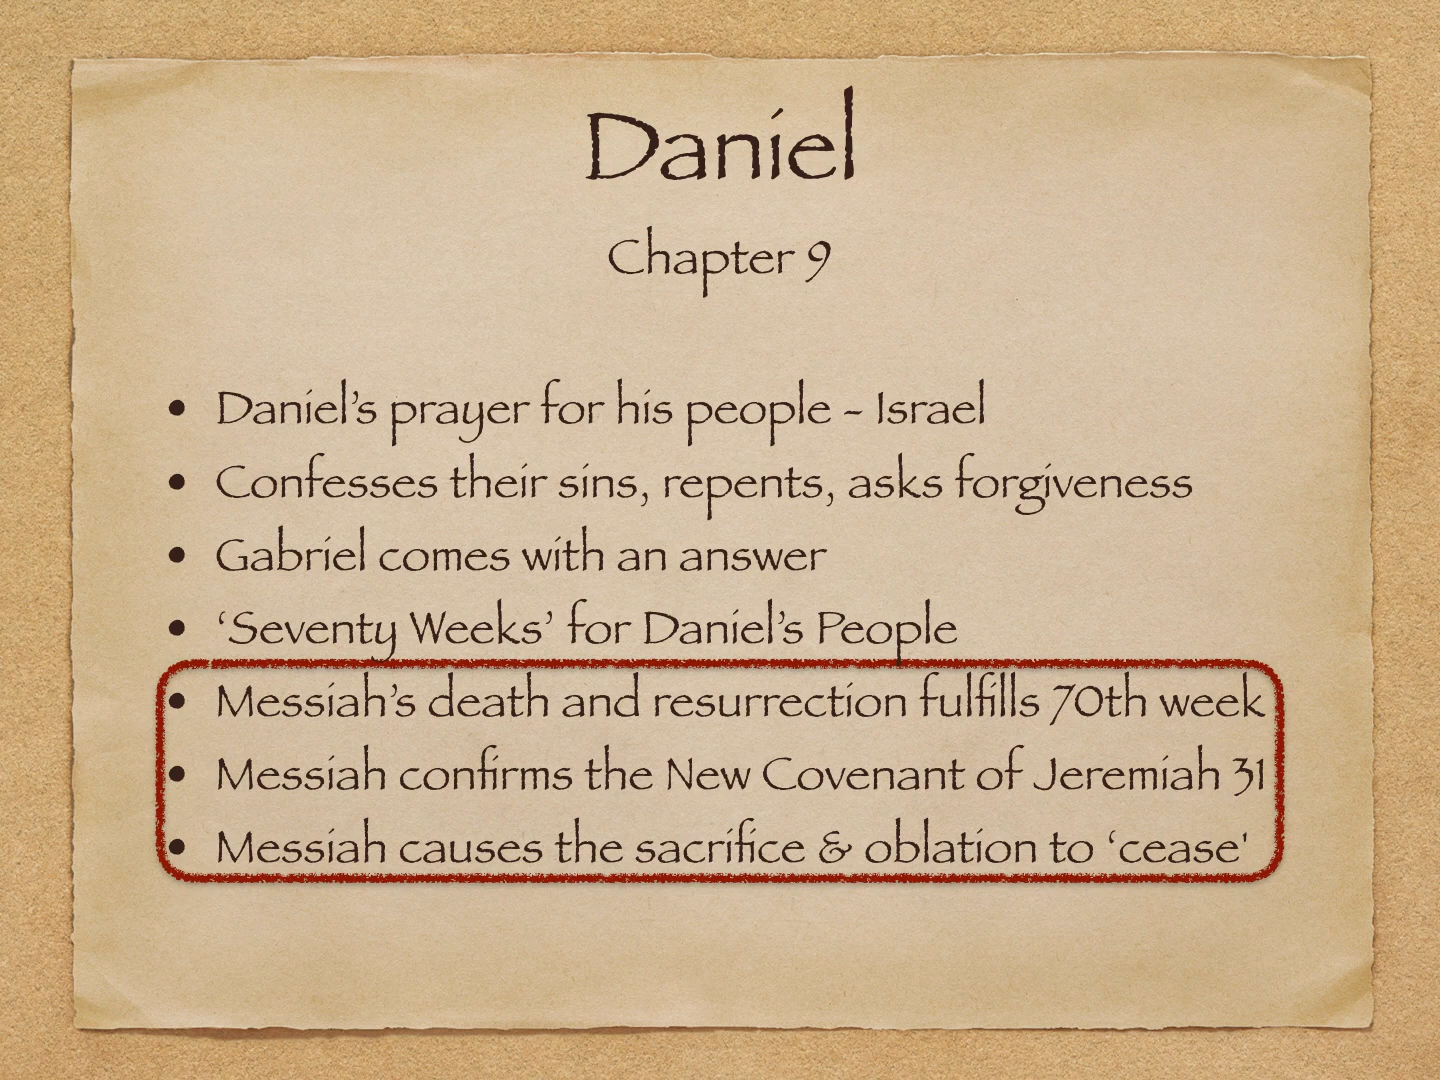 Daniel
Chapter 9
• Daniel’s prayer for his people - Israel
• Confesses their sins, repents, asks forgiveness
• Gabriel comes with an answer
• ‘Seventy Weeks’ for Daniel’s People
• Messiah’s death and resurrection fulfills 70th week
• Messiah confirms the New Covenant of Jeremiah 31
• Messiah causes the sacrifice & oblation to ‘cease'